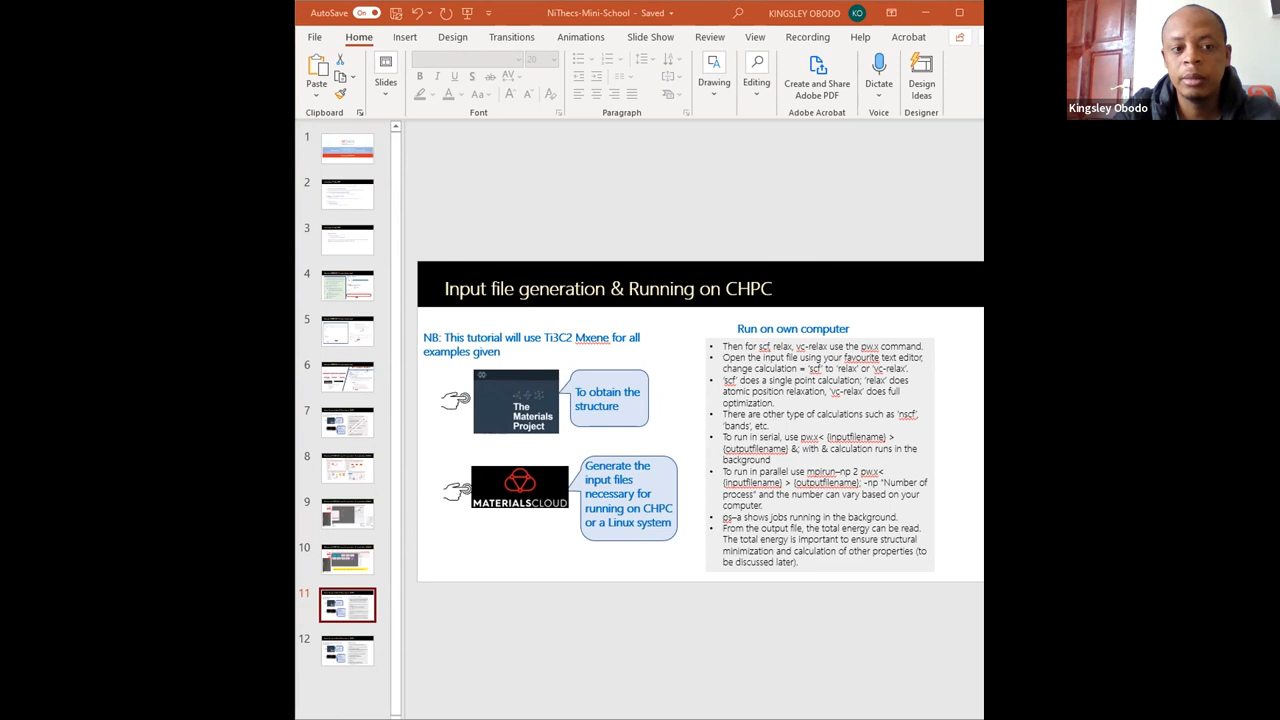 AutoSave On NiThecs-Mini-School - Saved KINGSLEY OBODO KO
File Home Insert Design Transitions Animations Slide Show Review View Recording Help Acrobat
Paste
Slides
28
B I U S
Aa A
Drawing
Editing
Create and Share
Adobe PDF
Dictate
Design
Ideas
Clipboard Font Paragraph Adobe Acrobat Voice Designer
Kingsley Obodo
1
2
3
4
5
6
7
8
9
10
11
12
Input file generation & Running on CHPC
NB: This tutorial will use Ti3C2 Mxene for all
examples given
The
Materials
Project
To obtain the
structure
MATERIALSCLOUD
Generate the
input files
necessary for
running on CHPC
or a Linux system
Run on own computer
• Then for scf, relax, vc-relax use the pw.x command.
• Open the input file using your favourite text editor,
change calculation = 'scf' to 'relax' or 'vc-relax'.
• 'scf' does a single point calculation; 'relax' does
atomic position relaxation, 'vc-relax' does full
optimization.
• There are other type of calculations such as 'nscf',
'bands', etc.
• To run in serial, use pw.x< {inputfilename} >
{outputfilename} &; with & calculation runs in the
background
• To run in parallel use mpirun–np 2 pw.x<
{inputfilename} > {outputfilename}, -np "Number of
process" and the number can vary based on your
computer.
• ps–a shows jobs running in the background.
• From the output file, the total energy can be read.
The total energy is important to ensure structural
minimization and calculation of other properties (to
be discussed later).